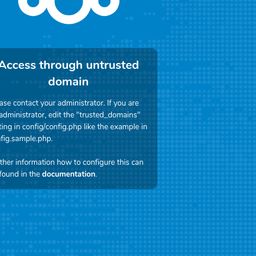 Access through untrusted
domain
ase contact your administrator. If you are
administrator, edit the "trusted_domains"
ting in config/config.php like the example in
fig.sample.php.
ther information how to configure this can
found in the documentation.